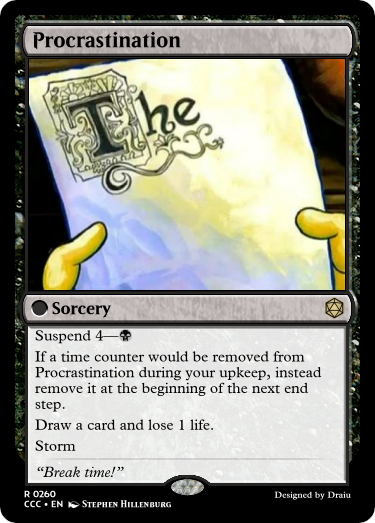 Procrastination
The
Sorcery
Suspend 4—
If a time counter would be removed from
Procrastination during your upkeep, instead
remove it at the beginning of the next end
step.
Draw a card and lose 1 life.
Storm
“Break time!”
R 0260
CCC • EN STEPHEN HILLENBURG
Designed by Draiu